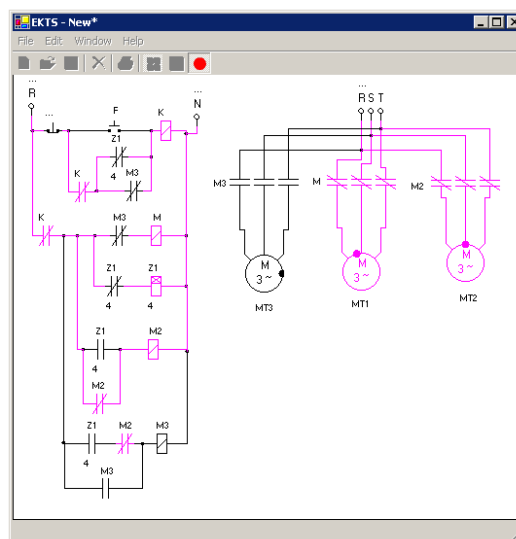 EKTS - New*
File Edit Window Help
... ...
R N R S T
... F K
Z1
4
K M3
M3 M M2
K M3 M
Z1 Z1
4 4
M
3 ~
M
3 ~
M
3 ~
MT3 MT1 MT2
Z1 M2
4
M2
Z1 M2 M3
4
M3